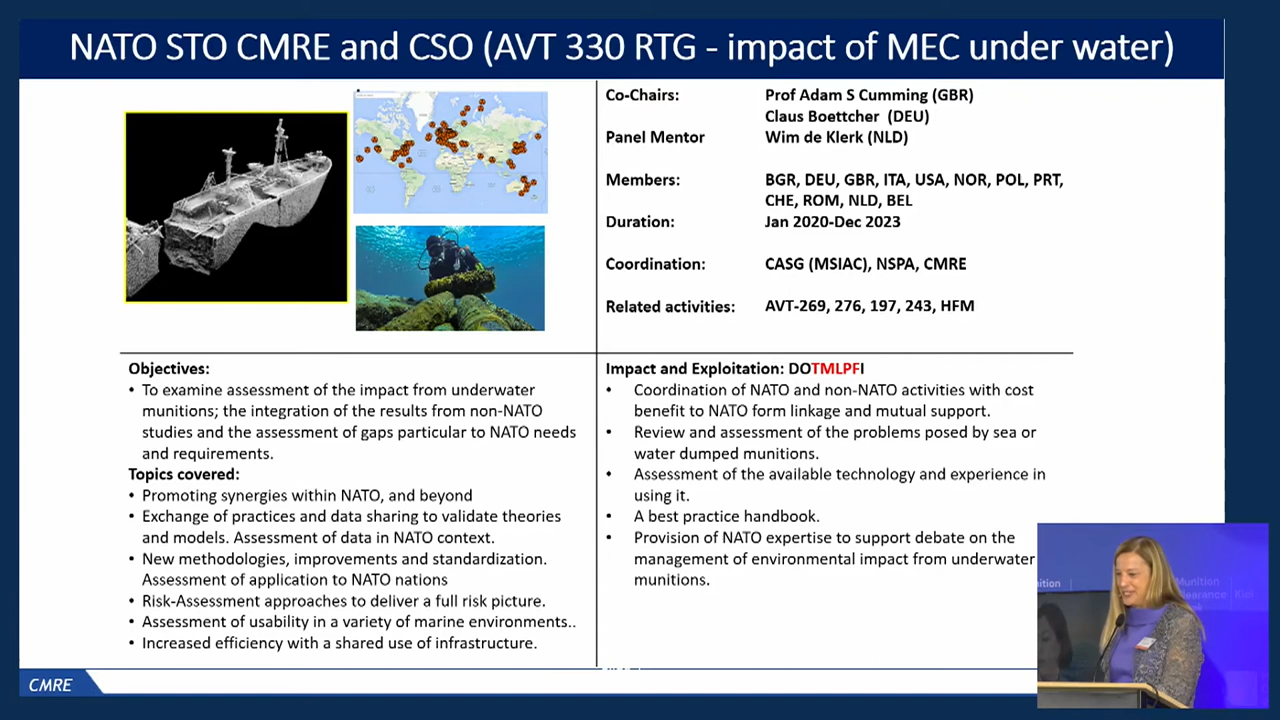 NATO STO CMRE and CSO (AVT 330 RTG - impact of MEC under water)
Co-Chairs: Prof Adam S Cumming (GBR)
Claus Boettcher (DEU)
Panel Mentor Wim de Klerk (NLD)
Members: BGR, DEU, GBR, ITA, USA, NOR, POL, PRT,
CHE, ROM, NLD, BEL
Duration: Jan 2020-Dec 2023
Coordination: CASG (MSIAC), NSPA, CMRE
Related activities: AVT-269, 276, 197, 243, HFM
Objectives:
• To examine assessment of the impact from underwater
munitions; the integration of the results from non-NATO
studies and the assessment of gaps particular to NATO needs
and requirements.
Topics covered:
• Promoting synergies within NATO, and beyond
• Exchange of practices and data sharing to validate theories
and models. Assessment of data in NATO context.
• New methodologies, improvements and standardization.
Assessment of application to NATO nations
• Risk-Assessment approaches to deliver a full risk picture.
• Assessment of usability in a variety of marine environments..
• Increased efficiency with a shared use of infrastructure.
Impact and Exploitation: DOTMLPFI
• Coordination of NATO and non-NATO activities with cost
benefit to NATO form linkage and mutual support.
• Review and assessment of the problems posed by sea or
water dumped munitions.
• Assessment of the available technology and experience in
using it.
• A best practice handbook.
• Provision of NATO expertise to support debate on the
management of environmental impact from underwater
munitions.
Munition
Kiel
CMRE